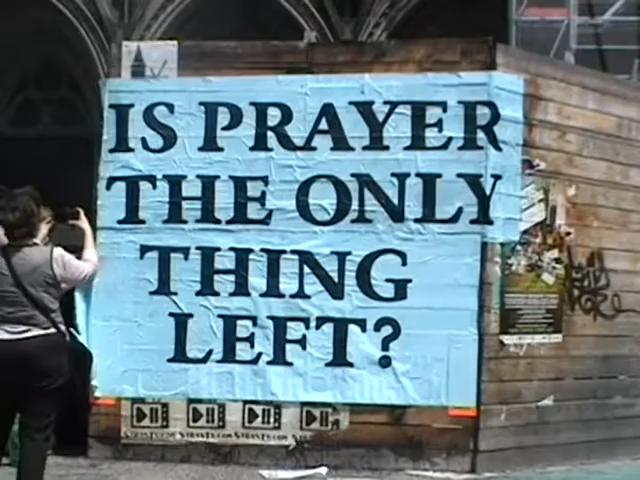 IS PRAYER
THE ONLY
THING
LEFT?